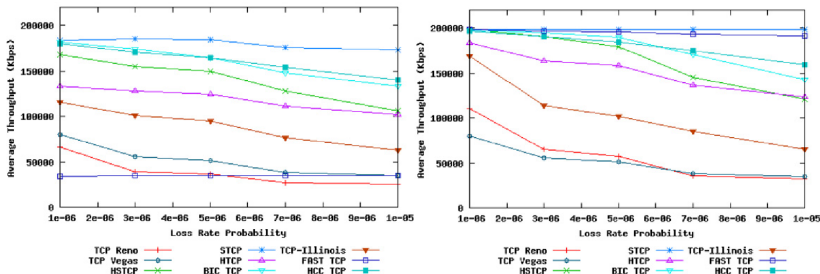 Average Throughput (Kbps)
200000
150000
100000
50000
0
1e-06 2e-06 3e-06 4e-06 5e-06 6e-06 7e-06 8e-06 9e-06 1e-05
Loss Rate Probability
TCP Reno STCP TCP-Illinois
TCP Vegas HTCP FAST TCP
HSTCP BIC TCP HCC TCP
Average Throughput (Kbps)
200000
150000
100000
50000
0
1e-06 2e-06 3e-06 4e-06 5e-06 6e-06 7e-06 8e-06 9e-06 1e-05
Loss Rate Probability
TCP Reno STCP TCP-Illinois
TCP Vegas HTCP FAST TCP
HSTCP BIC TCP HCC TCP